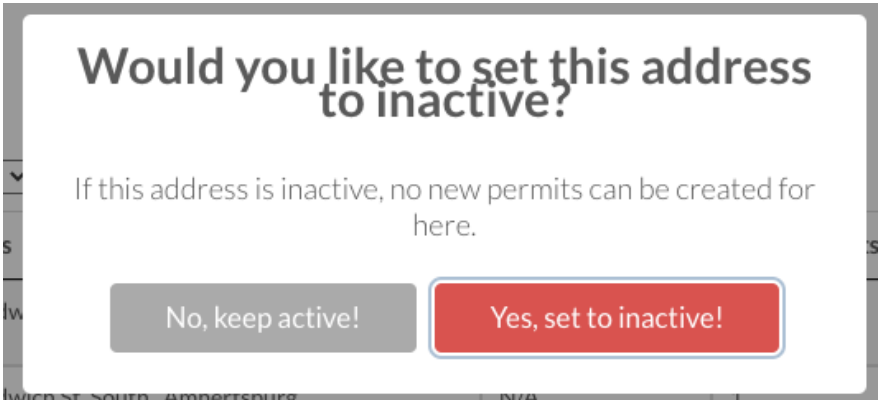 Would you like to set this address
to inactive?
If this address is inactive, no new permits can be created for
here.
No, keep active!
Yes, set to inactive!
N/A